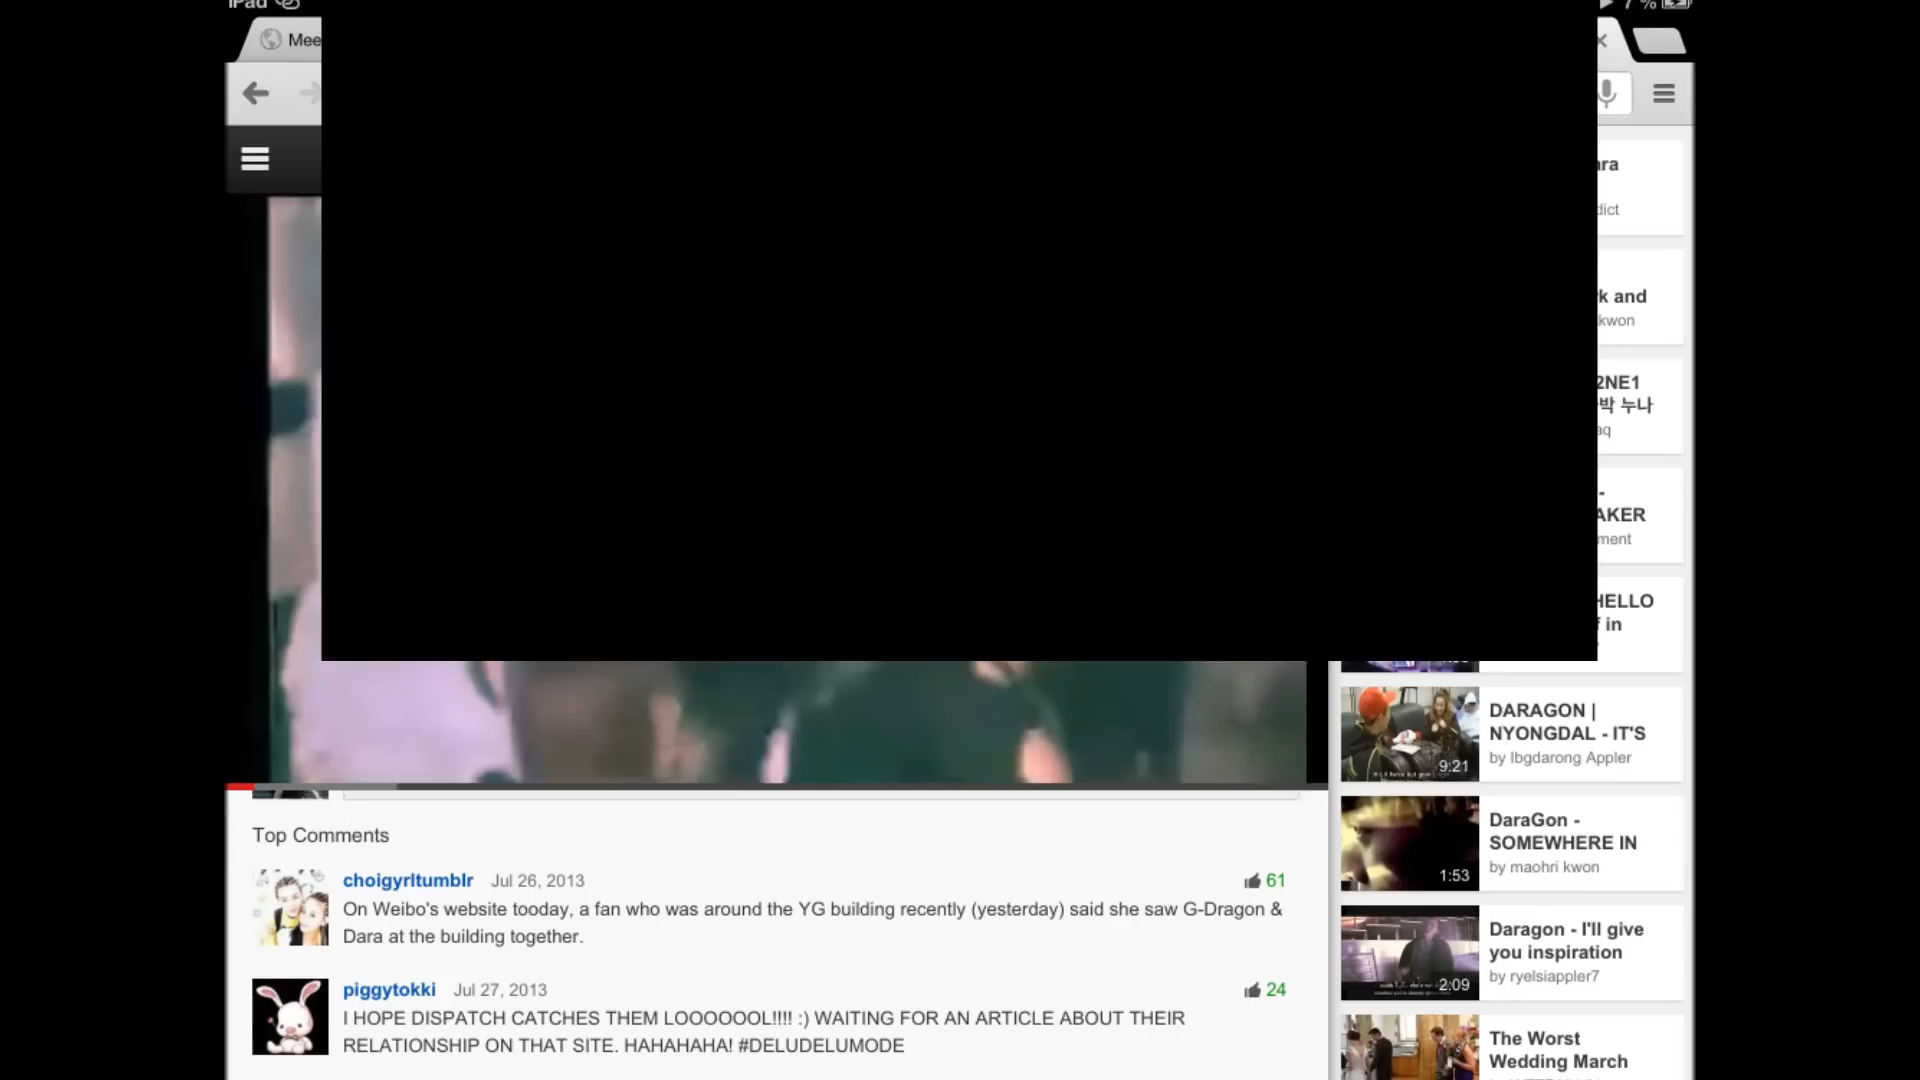 iPad
7 %
Mee
Top Comments
choigyrltumblr Jul 26, 2013
61
On Weibo's website tooday, a fan who was around the YG building recently (yesterday) said she saw G-Dragon &
Dara at the building together.
piggytokki Jul 27, 2013
24
I HOPE DISPATCH CATCHES THEM LOOOOOOL!!!! :) WAITING FOR AN ARTICLE ABOUT THEIR
RELATIONSHIP ON THAT SITE. HAHAHAHA! #DELUDELUMODE
ara
dict
k and
kwon
2NE1
박 누나
aq
-
AKER
ment
HELLO
f in
DARAGON |
NYONGDAL - IT'S
by lbgdarong Appler
9:21
DaraGon -
SOMEWHERE IN
by maohri kwon
1:53
Daragon - I'll give
you inspiration
by ryelsiappler7
2:09
The Worst
Wedding March